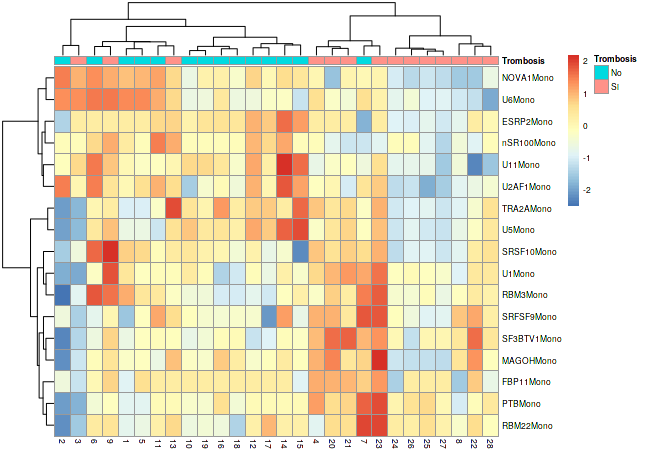 Trombosis
NOVA1Mono
U6Mono
ESRP2Mono
nSR100Mono
U11Mono
U2AF1Mono
TRA2AMono
U5Mono
SRSF10Mono
U1Mono
RBM3Mono
SRFSF9Mono
SF3BTV1Mono
MAGOHMono
FBP11Mono
PTBMono
RBM22Mono
2 3 6 9 1 5 11 13 10 19 16 18 12 17 14 15 4 20 21 7 23 24 26 25 27 8 22 28
2
1
0
-1
-2
Trombosis
No
SI